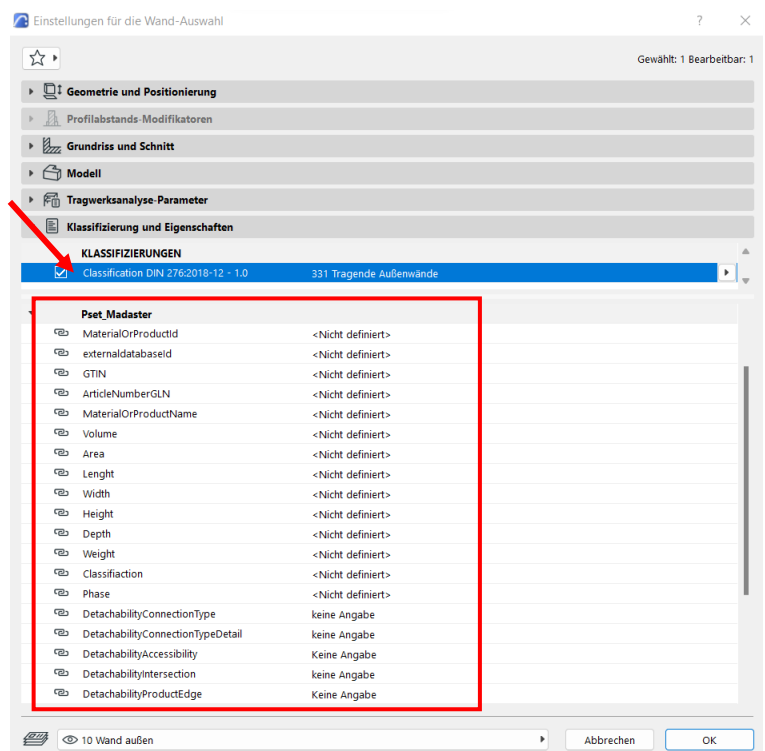 Einstellungen für die Wand-Auswahl
Gewählt: 1 Bearbeitbar: 1
Geometrie und Positionierung
Profilabstands-Modifikatoren
Grundriss und Schnitt
Modell
Tragwerksanalyse-Parameter
Klassifizierung und Eigenschaften
KLASSIFIZIERUNGEN
Classification DIN 276:2018-12 - 1.0 331 Tragende Außenwände
Pset_Madaster
MaterialOrProductId <Nicht definiert>
externaldatabaseId <Nicht definiert>
GTIN <Nicht definiert>
ArticleNumberGLN <Nicht definiert>
MaterialOrProductName <Nicht definiert>
Volume <Nicht definiert>
Area <Nicht definiert>
Lenght <Nicht definiert>
Width <Nicht definiert>
Height <Nicht definiert>
Depth <Nicht definiert>
Weight <Nicht definiert>
Classifiaction <Nicht definiert>
Phase <Nicht definiert>
DetachabilityConnectionType keine Angabe
DetachabilityConnectionTypeDetail keine Angabe
DetachabilityAccessibility Keine Angabe
DetachabilityIntersection keine Angabe
DetachabilityProductEdge Keine Angabe
10 Wand außen Abbrechen OK